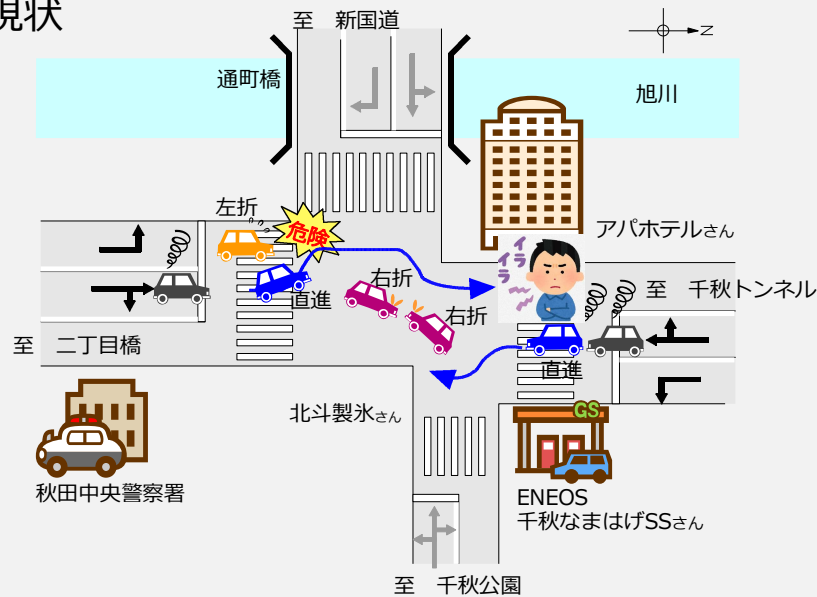 現状
至　新国道
N
通町橋
旭川
左折
危険
アパホテルさん
イライラ
右折
直進
右折
至　千秋トンネル
至　二丁目橋
直進
北斗製氷さん
GS
秋田中央警察署
ENEOS
千秋なまはげSSさん
至　千秋公園